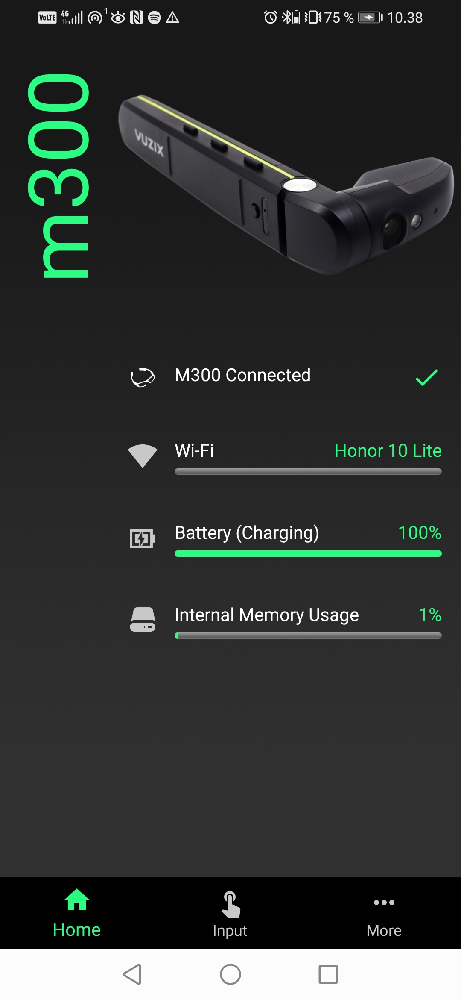 VoLTE 4G 1 75 % 10.38
m300
VUZIX
M300 Connected
Wi-Fi Honor 10 Lite
Battery (Charging) 100%
Internal Memory Usage 1%
Home Input More